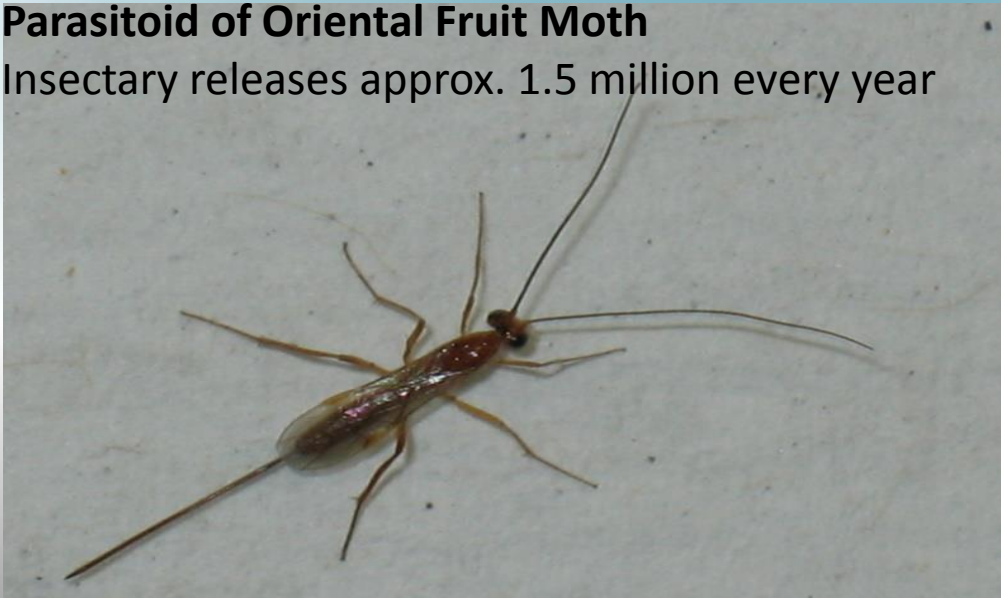 Parasitoid of Oriental Fruit Moth
Insectary releases approx. 1.5 million every year